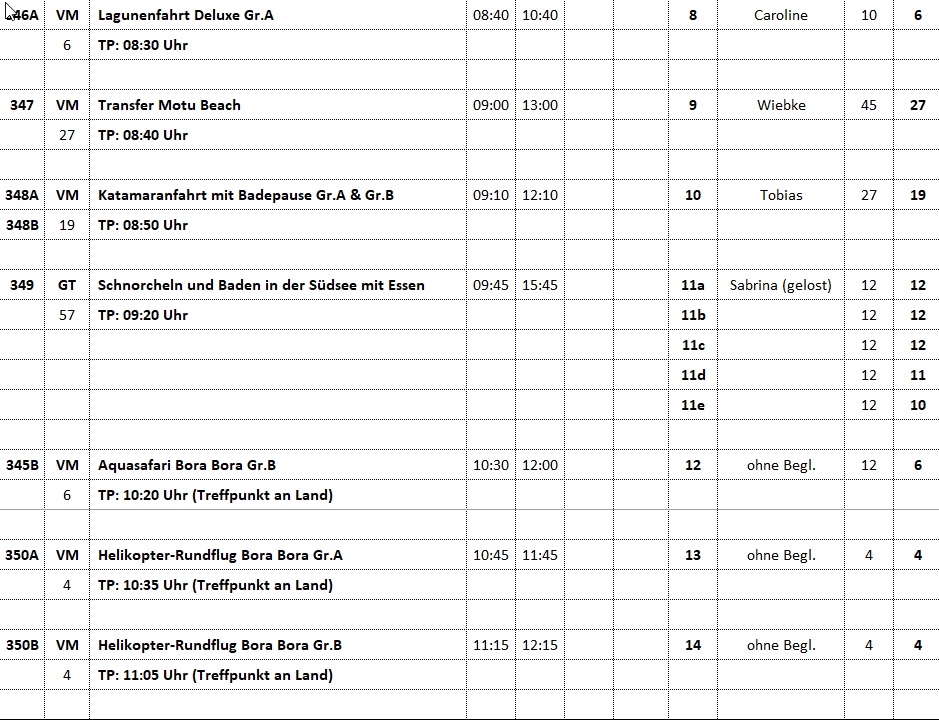 46A VM Lagunenfahrt Deluxe Gr.A 08:40 10:40 8 Caroline 10 6
6 TP: 08:30 Uhr
347 VM Transfer Motu Beach 09:00 13:00 9 Wiebke 45 27
27 TP: 08:40 Uhr
348A VM Katamaranfahrt mit Badepause Gr.A & Gr.B 09:10 12:10 10 Tobias 27 19
348B 19 TP: 08:50 Uhr
349 GT Schnorcheln und Baden in der Südsee mit Essen 09:45 15:45 11a Sabrina (gelost) 12 12
57 TP: 09:20 Uhr 11b 12 12
11c 12 12
11d 12 11
11e 12 10
345B VM Aquasafari Bora Bora Gr.B 10:30 12:00 12 ohne Begl. 12 6
6 TP: 10:20 Uhr (Treffpunkt an Land)
350A VM Helikopter-Rundflug Bora Bora Gr.A 10:45 11:45 13 ohne Begl. 4 4
4 TP: 10:35 Uhr (Treffpunkt an Land)
350B VM Helikopter-Rundflug Bora Bora Gr.B 11:15 12:15 14 ohne Begl. 4 4
4 TP: 11:05 Uhr (Treffpunkt an Land)